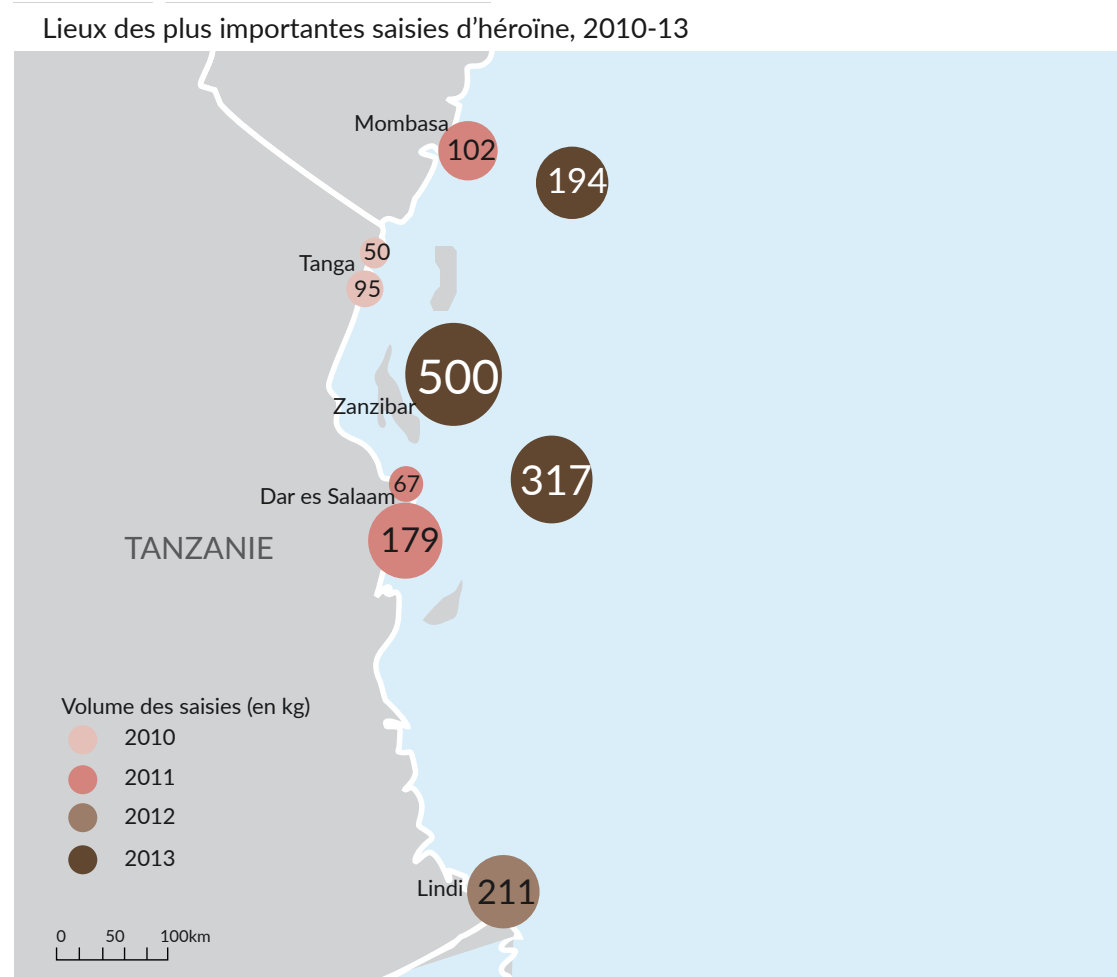 Lieux des plus importantes saisies d’héroïne, 2010-13
Mombasa
102
194
50
Tanga
95
500
Zanzibar
317
67
Dar es Salaam
179
TANZANIE
Volume des saisies (en kg)
2010
2011
2012
2013
Lindi
211
0 50 100km